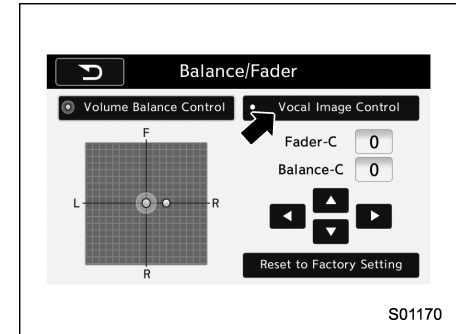 Balance/Fader
Volume Balance Control
Vocal Image Control
F
L
R
R
Fader-C 0
Balance-C 0
Reset to Factory Setting
S01170